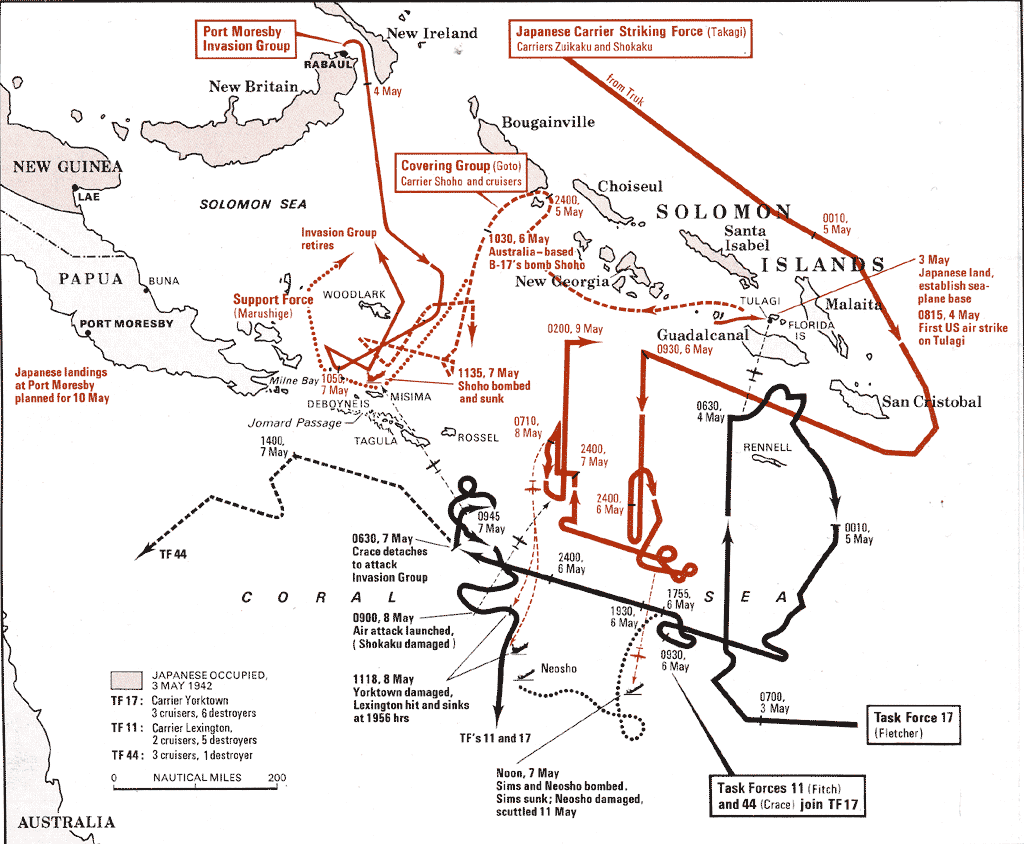 Port Moresby
Invasion Group
New Ireland
Japanese Carrier Striking Force (Takagi)
Carriers Zuikaku and Shokaku
RABAUL
New Britain
4 May
from Truk
Bougainville
NEW GUINEA
LAE
Covering Group (Goto)
Carrier Shoho and cruisers
Choiseul
SOLOMON SEA
2400,
5 May
SOLOMON
Santa
Isabel
0010,
5 May
Invasion Group
retires
1030, 6 May
Australia-based
B-17's bomb Shoho
ISLANDS
3 May
Japanese land,
establish sea-
plane base
0815, 4 May
First US air strike
on Tulagi
PAPUA
BUNA
New Georgia
Support Force
(Marushige)
WOODLARK
TULAGI
Malaita
FLORIDA
IS
PORT MORESBY
0200, 9 May
Guadalcanal
0930, 6 May
Japanese landings
at Port Moresby
planned for 10 May
Milne Bay
1050,
7 May
1135, 7 May
Shoho bombed
and sunk
DEBOYNE IS
MISIMA
San Cristobal
0630,
4 May
Jomard Passage
TAGULA
ROSSEL
0710,
8 May
RENNELL
1400,
7 May
2400,
7 May
2400,
6 May
0945
7 May
0010,
5 May
TF 44
0630, 7 May
Crace detaches
to attack
Invasion Group
2400,
6 May
CORAL
SEA
1755,
6 May
1930,
6 May
0900, 8 May
Air attack launched,
(Shokaku damaged)
0930,
6 May
Neosho
JAPANESE OCCUPIED,
3 MAY 1942
1118, 8 May
Yorktown damaged,
Lexington hit and sinks
at 1956 hrs
TF 17: Carrier Yorktown
3 cruisers, 6 destroyers
0700,
3 May
TF 11: Carrier Lexington,
2 cruisers, 5 destroyers
Task Force 17
(Fletcher)
TF's 11 and 17
TF 44: 3 cruisers, 1 destroyer
0 NAUTICAL MILES 200
Noon, 7 May
Sims and Neosho bombed.
Sims sunk; Neosho damaged,
scuttled 11 May
Task Forces 11 (Fitch)
and 44 (Crace) join TF17
AUSTRALIA